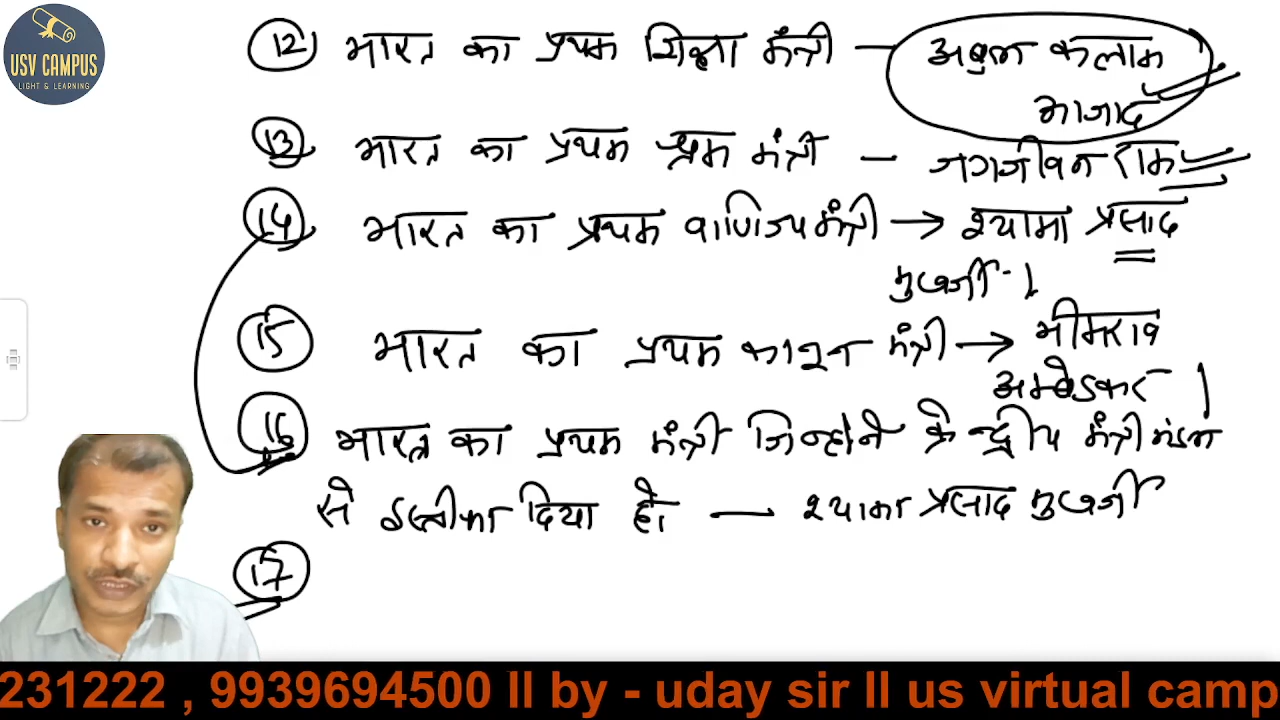 USV CAMPUS
LIGHT & LEARNING
12 भारत का प्रथम शिक्षा मंत्री — अबुल कलाम
आजाद
13 भारत का प्रथम श्रम मंत्री — जगजीवन राम
14 भारत का प्रथम वाणिज्य मंत्री → श्यामा प्रसाद
मुखर्जी।
15 भारत का प्रथम कानून मंत्री → भीमराव
अम्बेडकर।
16 भारत का प्रथम मंत्री जिन्होंने केन्द्रीय मंत्रीमंडल
से इस्तीफा दिया हो — श्यामा प्रसाद मुखर्जी
17
231222 , 9939694500 ll by - uday sir ll us virtual camp